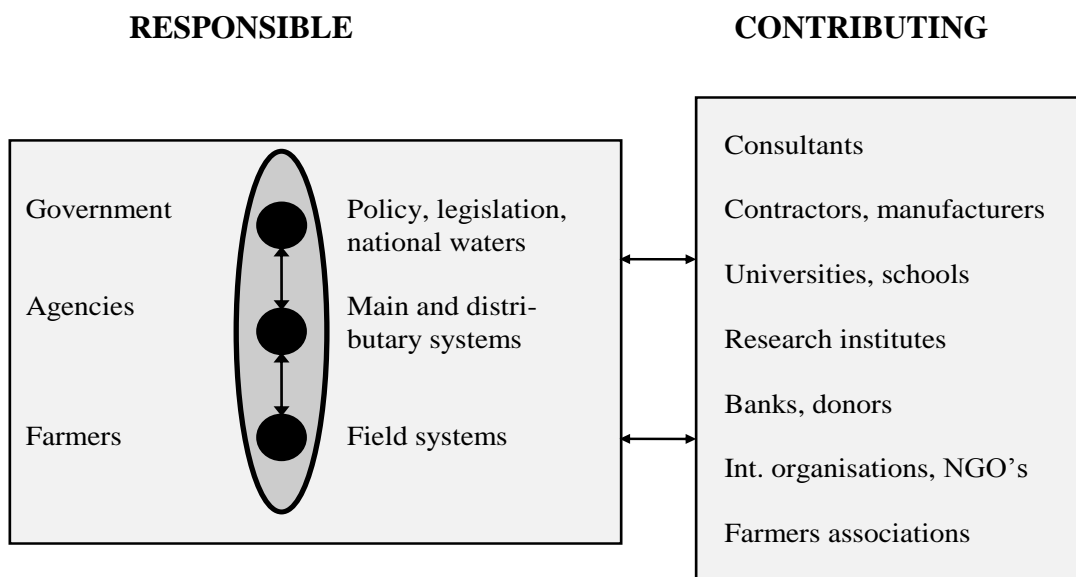 RESPONSIBLE
CONTRIBUTING
Government
Policy, legislation,
national waters
Agencies
Main and distri-
butary systems
Farmers
Field systems
Consultants
Contractors, manufacturers
Universities, schools
Research institutes
Banks, donors
Int. organisations, NGO’s
Farmers associations